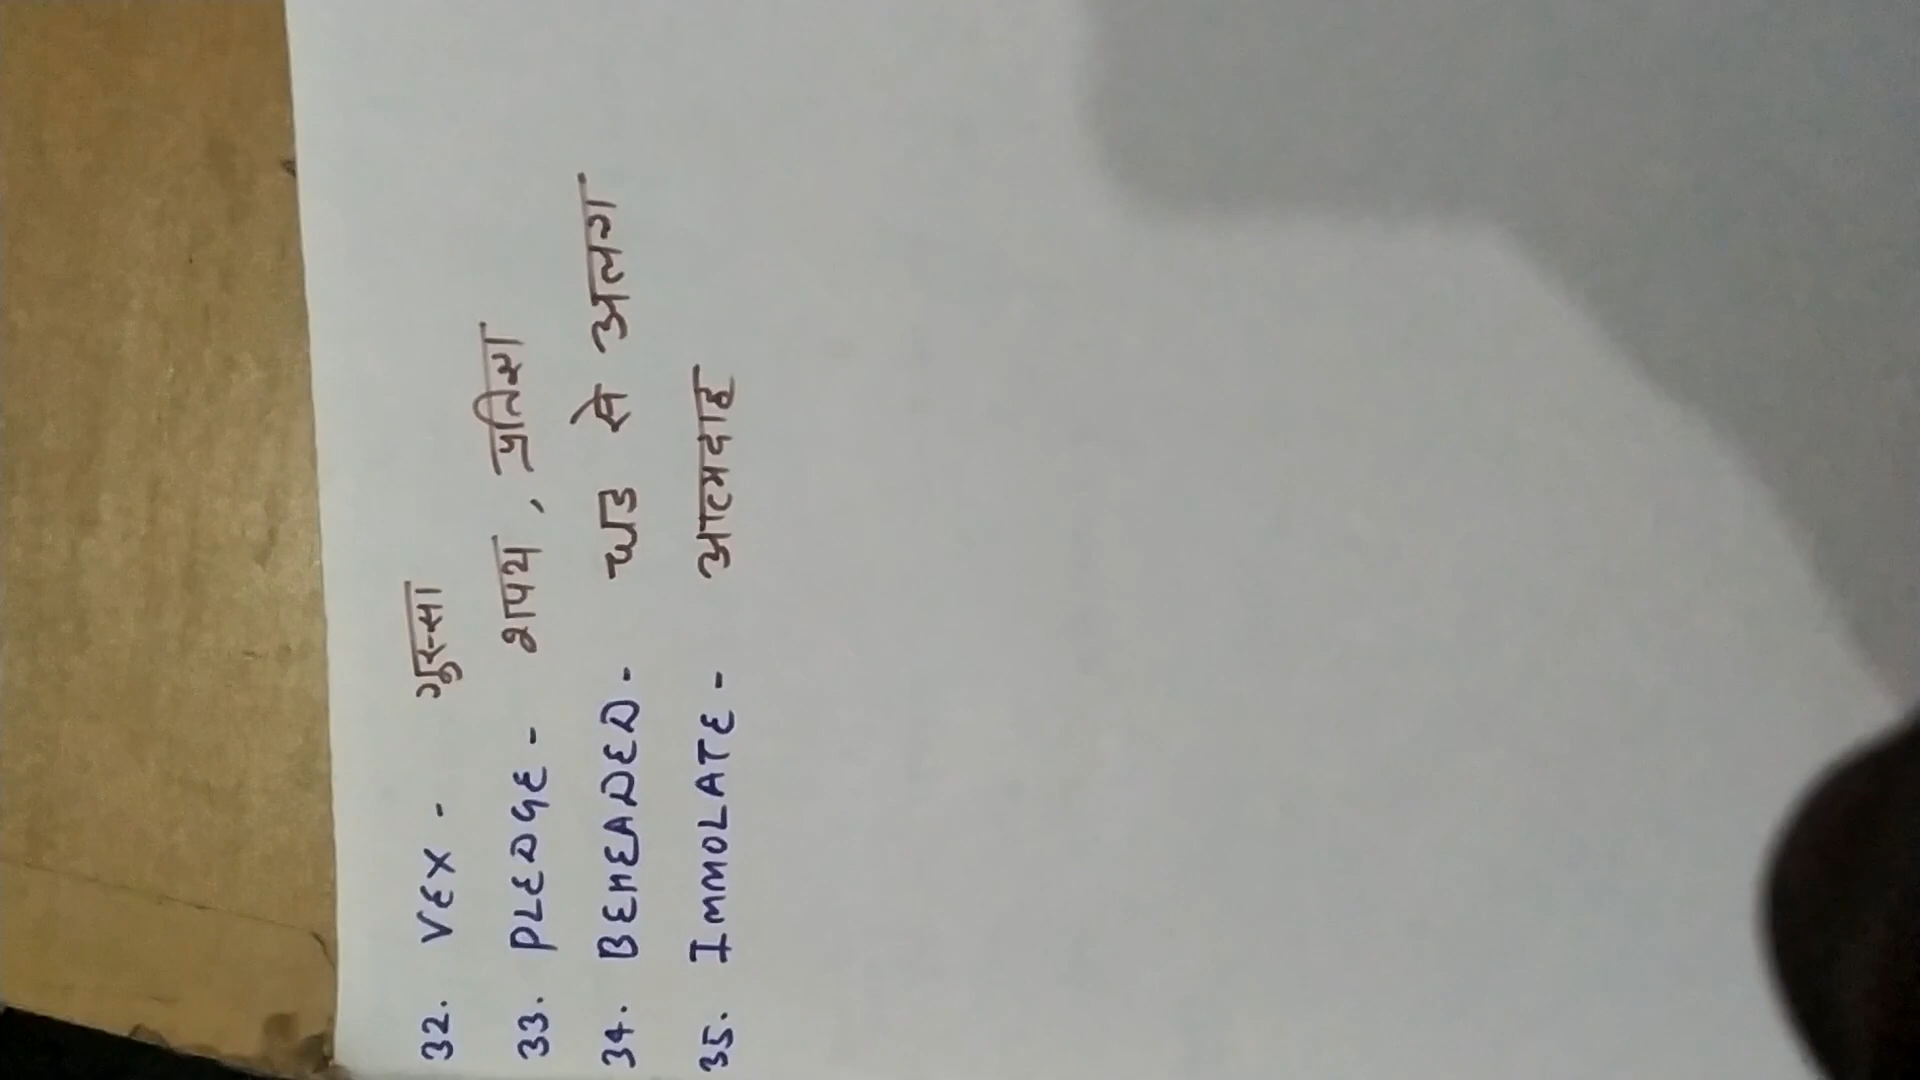 32. VEX - गुस्सा
33. PLEDGE - शपथ, प्रतिज्ञा
34. BEHEADED - धड से अलग
35. IMMOLATE - आत्मदाह